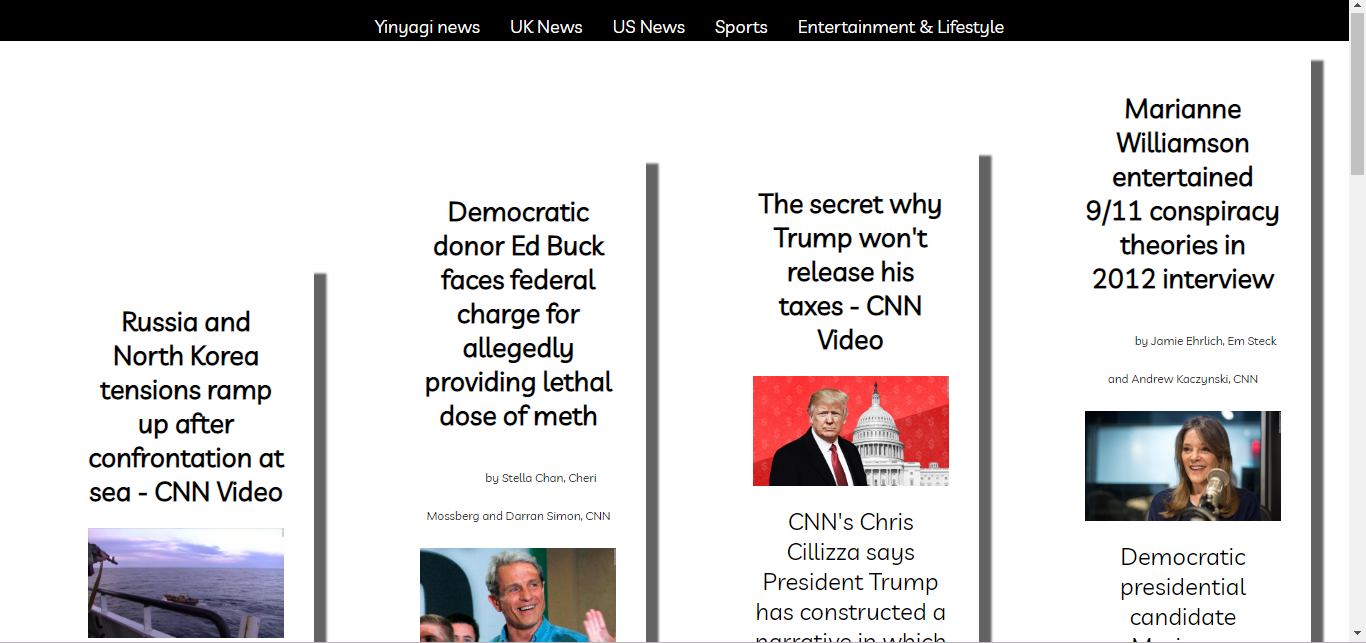 Yinyagi news UK News US News Sports Entertainment & Lifestyle
Russia and
North Korea
tensions ramp
up after
confrontation at
sea - CNN Video
Democratic
donor Ed Buck
faces federal
charge for
allegedly
providing lethal
dose of meth
by Stella Chan, Cheri
Mossberg and Darran Simon, CNN
The secret why
Trump won't
release his
taxes - CNN
Video
CNN's Chris
Cillizza says
President Trump
has constructed a
narrative in which
Marianne
Williamson
entertained
9/11 conspiracy
theories in
2012 interview
by Jamie Ehrlich, Em Steck
and Andrew Kaczynski, CNN
Democratic
presidential
candidate